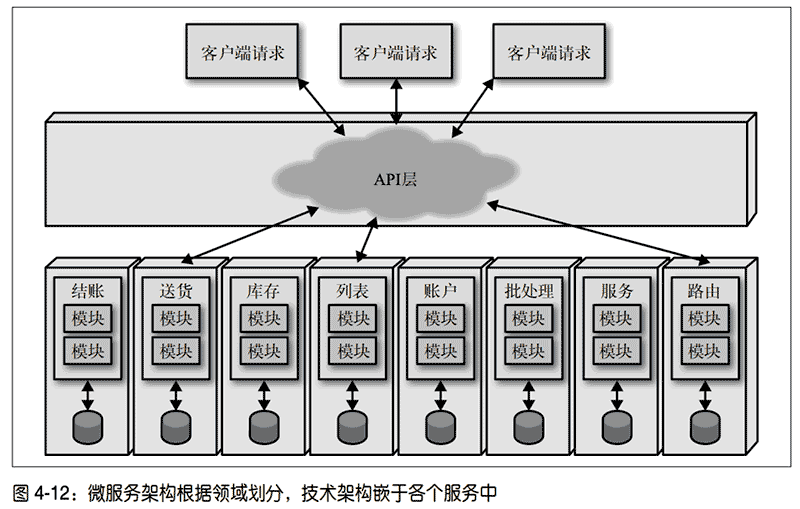 客户端请求 客户端请求 客户端请求
API层
结账 送货 库存 列表 账户 批处理 服务 路由
模块 模块 模块 模块 模块 模块 模块 模块
模块 模块 模块 模块 模块 模块 模块 模块
图 4-12：微服务架构根据领域划分，技术架构嵌于各个服务中